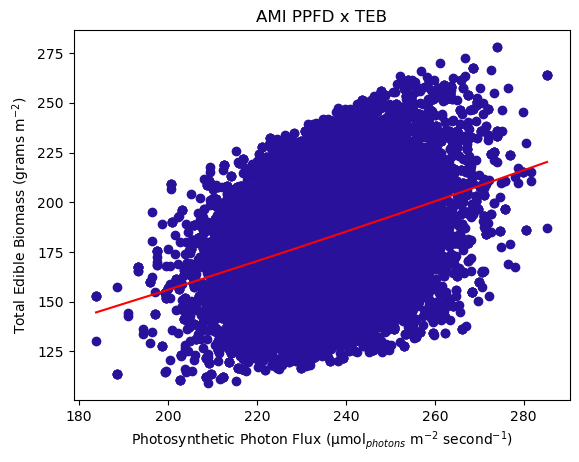 AMI PPFD x TEB
Total Edible Biomass (grams m⁻²)
275
250
225
200
175
150
125
180 200 220 240 260 280
Photosynthetic Photon Flux (μmol_photons m⁻² second⁻¹)